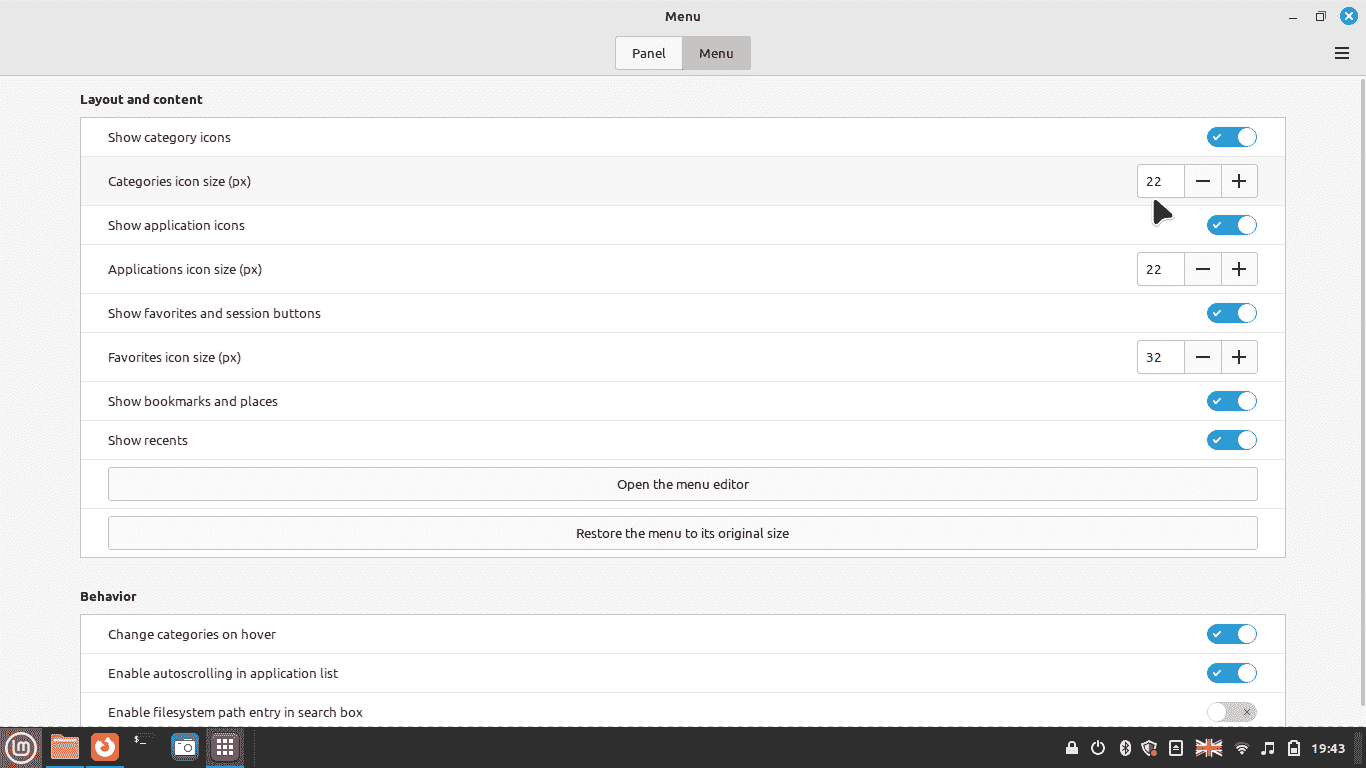 Menu
Panel Menu
Layout and content
Show category icons
Categories icon size (px) 22
Show application icons
Applications icon size (px) 22
Show favorites and session buttons
Favorites icon size (px) 32
Show bookmarks and places
Show recents
Open the menu editor
Restore the menu to its original size
Behavior
Change categories on hover
Enable autoscrolling in application list
Enable filesystem path entry in search box
19:43